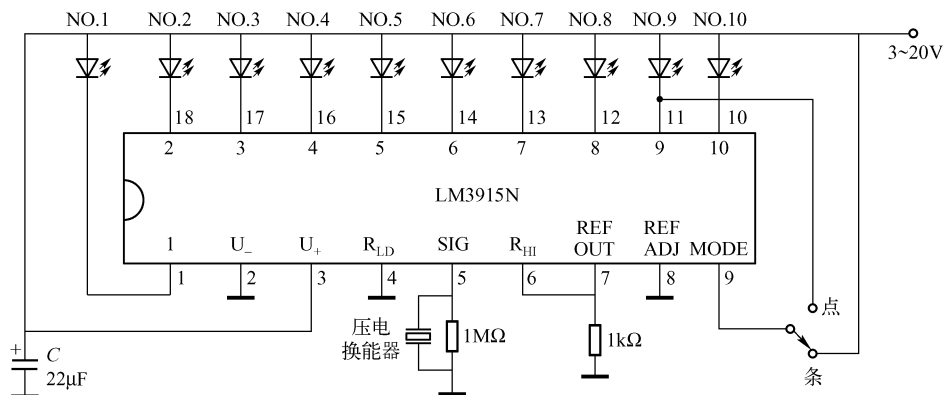 NO.1 NO.2 NO.3 NO.4 NO.5 NO.6 NO.7 NO.8 NO.9 NO.10
3~20V
18 17 16 15 14 13 12 11 10
2 3 4 5 6 7 8 9 10
LM3915N
1 U− U+ RLD SIG RHI REF OUT REF ADJ MODE
1 2 3 4 5 6 7 8 9
点
压电
换能器
1MΩ
1kΩ
条
+
C
22μF